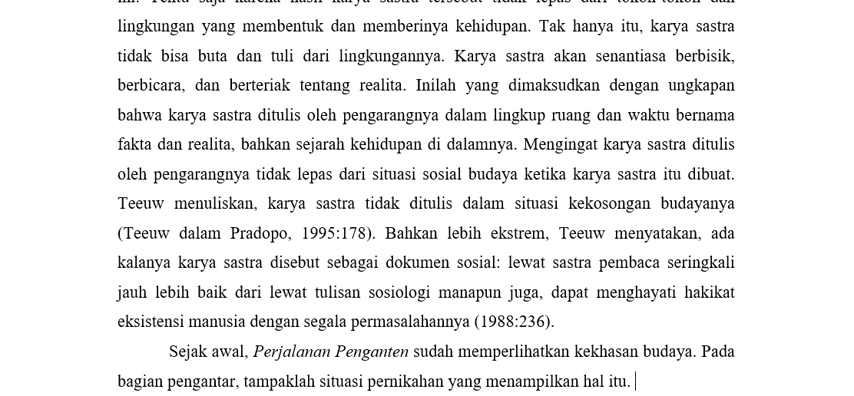 lingkungan yang membentuk dan memberinya kehidupan. Tak hanya itu, karya sastra
tidak bisa buta dan tuli dari lingkungannya. Karya sastra akan senantiasa berbisik,
berbicara, dan berteriak tentang realita. Inilah yang dimaksudkan dengan ungkapan
bahwa karya sastra ditulis oleh pengarangnya dalam lingkup ruang dan waktu bernama
fakta dan realita, bahkan sejarah kehidupan di dalamnya. Mengingat karya sastra ditulis
oleh pengarangnya tidak lepas dari situasi sosial budaya ketika karya sastra itu dibuat.
Teeuw menuliskan, karya sastra tidak ditulis dalam situasi kekosongan budayanya
(Teeuw dalam Pradopo, 1995:178). Bahkan lebih ekstrem, Teeuw menyatakan, ada
kalanya karya sastra disebut sebagai dokumen sosial: lewat sastra pembaca seringkali
jauh lebih baik dari lewat tulisan sosiologi manapun juga, dapat menghayati hakikat
eksistensi manusia dengan segala permasalahannya (1988:236).
Sejak awal, Perjalanan Penganten sudah memperlihatkan kekhasan budaya. Pada
bagian pengantar, tampaklah situasi pernikahan yang menampilkan hal itu.